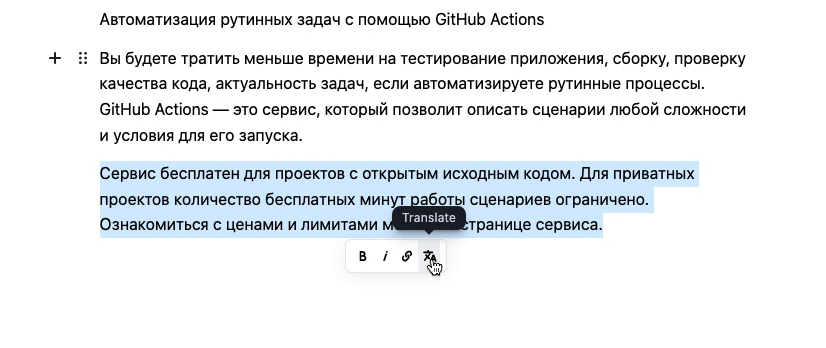 Автоматизация рутинных задач с помощью GitHub Actions
Вы будете тратить меньше времени на тестирование приложения, сборку, проверку
качества кода, актуальность задач, если автоматизируете рутинные процессы.
GitHub Actions — это сервис, который позволит описать сценарии любой сложности
и условия для его запуска.
Сервис бесплатен для проектов с открытым исходным кодом. Для приватных
проектов количество бесплатных минут работы сценариев ограничено.
Ознакомиться с ценами и лимитами странице сервиса.
Translate
B i